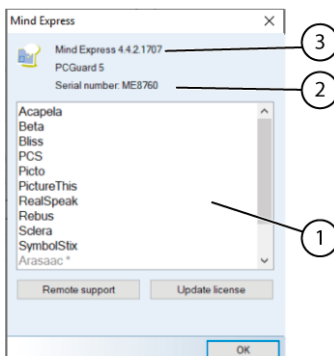 Mind Express
Mind Express 4.4.2.1707
3
PCGuard 5
Serial number: ME8760
2
Acapela
Beta
Bliss
PCS
Picto
PictureThis
RealSpeak
Rebus
Sclera
SymbolStix
Arasaac *
1
Remote support
Update license
OK